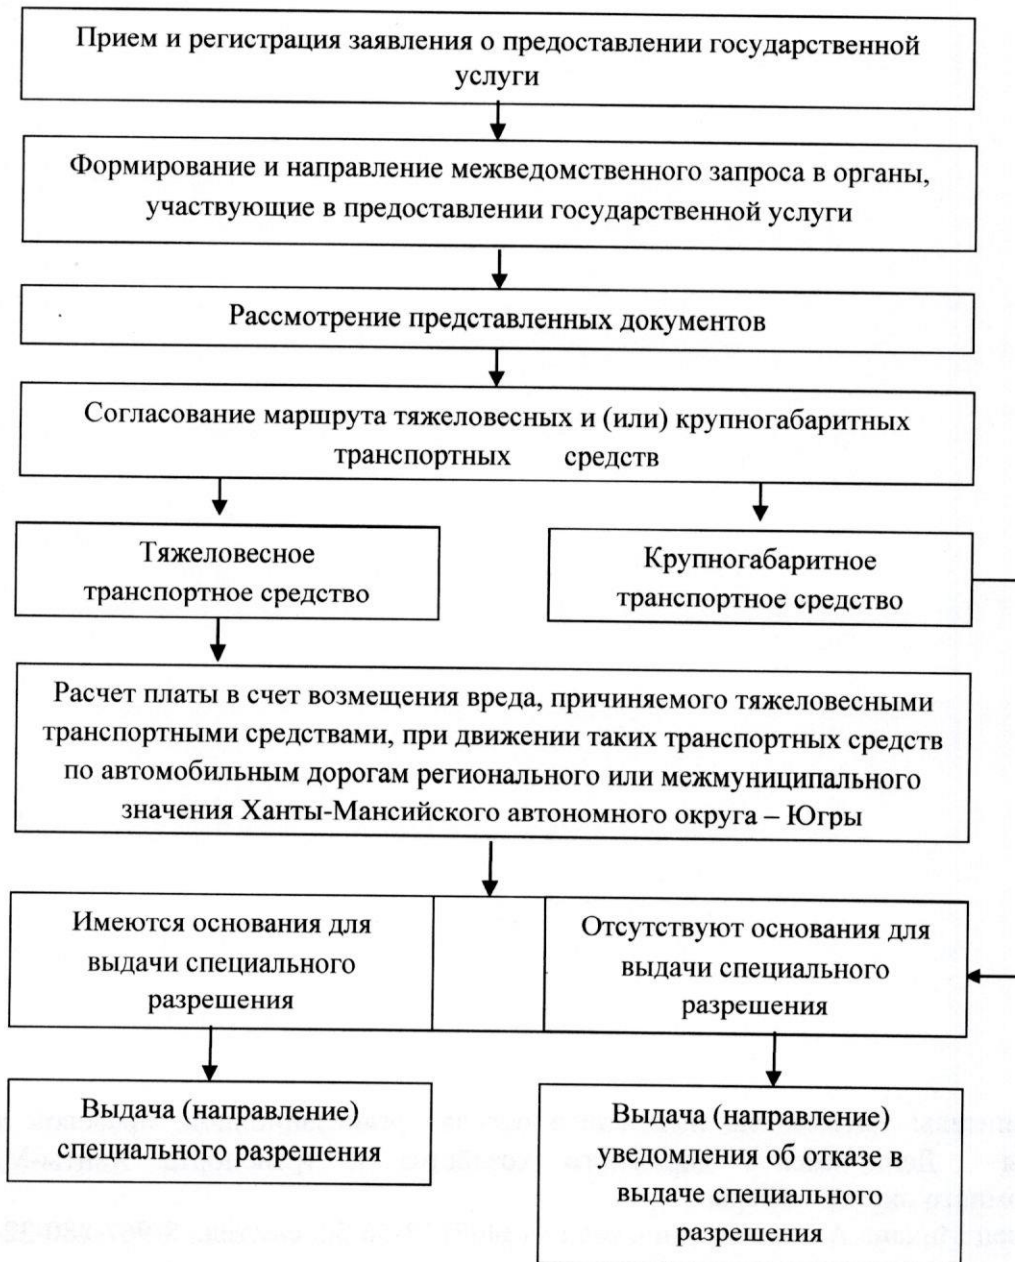 Прием и регистрация заявления о предоставлении государственной
услуги
Формирование и направление межведомственного запроса в органы,
участвующие в предоставлении государственной услуги
Рассмотрение представленных документов
Согласование маршрута тяжеловесных и (или) крупногабаритных
транспортных средств
Тяжеловесное
транспортное средство
Крупногабаритное
транспортное средство
Расчет платы в счет возмещения вреда, причиняемого тяжеловесными
транспортными средствами, при движении таких транспортных средств
по автомобильным дорогам регионального или межмуниципального
значения Ханты-Мансийского автономного округа – Югры
Имеются основания для
выдачи специального
разрешения
Отсутствуют основания для
выдачи специального
разрешения
Выдача (направление)
специального разрешения
Выдача (направление)
уведомления об отказе в
выдаче специального
разрешения